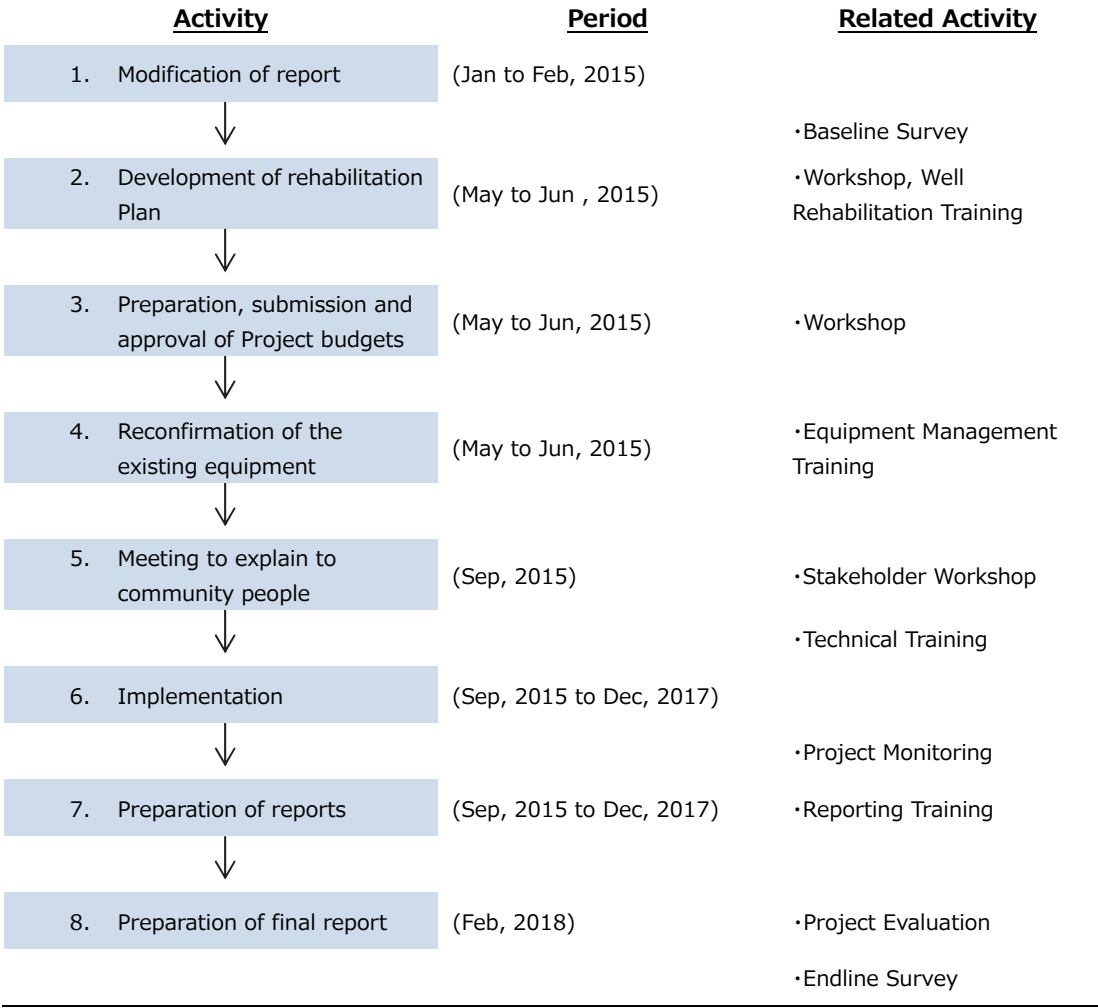 Activity Period Related Activity
1. Modification of report (Jan to Feb, 2015)
・Baseline Survey
2. Development of rehabilitation
Plan
(May to Jun , 2015)
・Workshop, Well
Rehabilitation Training
3. Preparation, submission and
approval of Project budgets
(May to Jun, 2015)
・Workshop
4. Reconfirmation of the
existing equipment
(May to Jun, 2015)
・Equipment Management
Training
5. Meeting to explain to
community people
(Sep, 2015)
・Stakeholder Workshop
・Technical Training
6. Implementation (Sep, 2015 to Dec, 2017)
・Project Monitoring
7. Preparation of reports (Sep, 2015 to Dec, 2017) ・Reporting Training
8. Preparation of final report (Feb, 2018) ・Project Evaluation
・Endline Survey